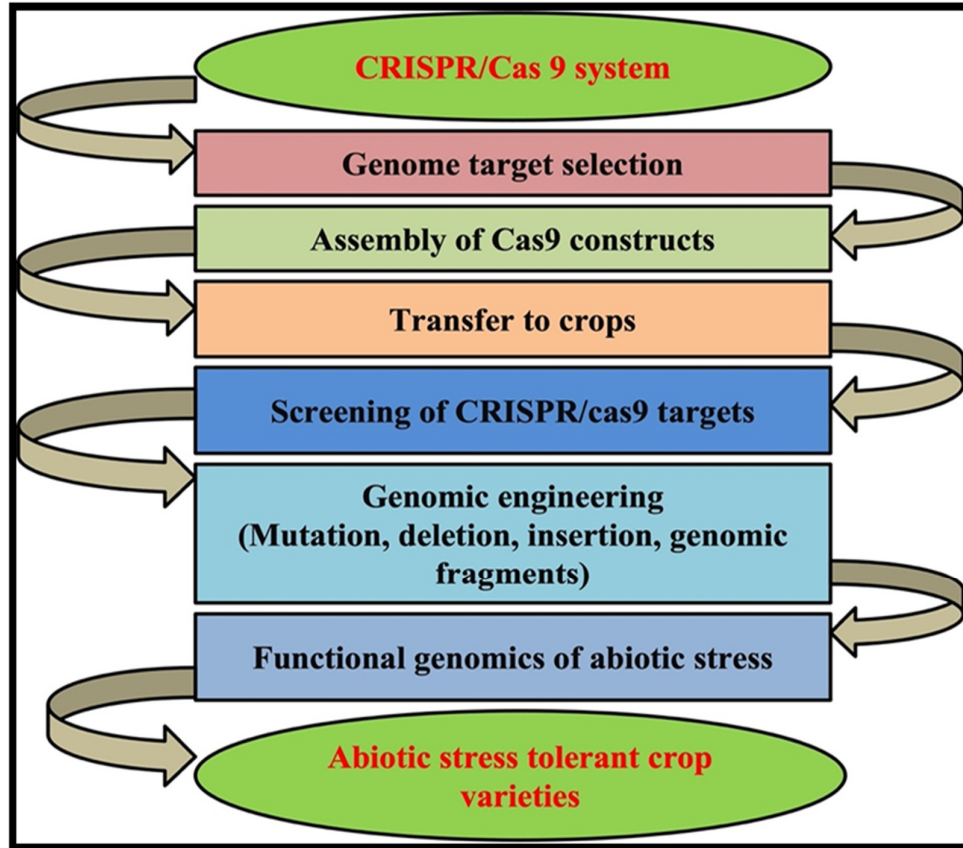 CRISPR/Cas 9 system
Genome target selection
Assembly of Cas9 constructs
Transfer to crops
Screening of CRISPR/cas9 targets
Genomic engineering
(Mutation, deletion, insertion, genomic
fragments)
Functional genomics of abiotic stress
Abiotic stress tolerant crop
varieties